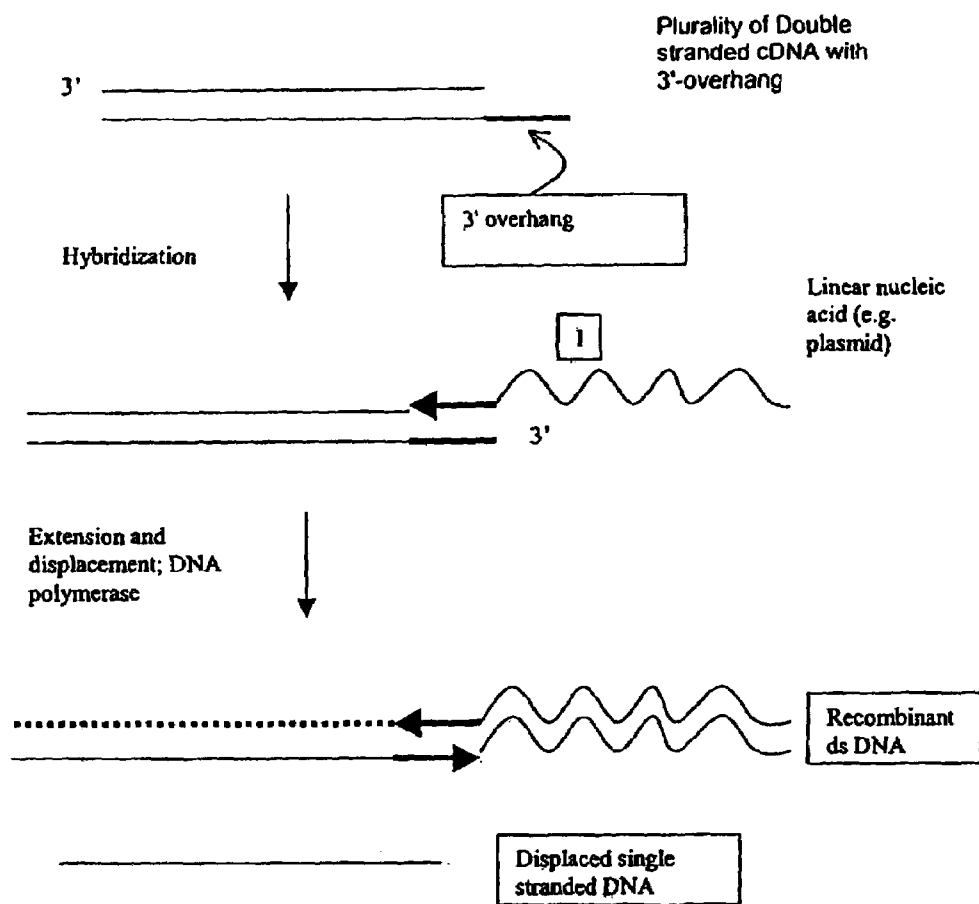 Plurality of Double
stranded cDNA with
3'-overhang
3'
3' overhang
Hybridization
Linear nucleic
acid (e.g.
plasmid)
1
3'
Extension and
displacement; DNA
polymerase
Recombinant
ds DNA
Displaced single
stranded DNA